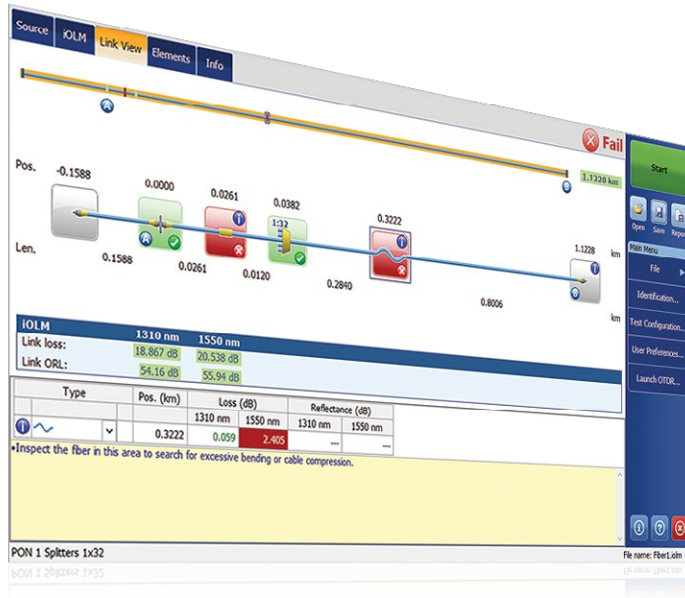 Source iOLM Link View Elements Info
Fail
A
B
1.1228 km
Start
Open Save Report
Main Menu
File
Identification...
Test Configuration...
User Preferences...
Launch OTDR...
Pos. -0.1588 0.0000 0.0261 0.0382 0.3222 1.1228 km
1:32
A
B
Len. 0.1588 0.0261 0.0120 0.2840 0.8006 km
iOLM 1310 nm 1550 nm
Link loss: 18.867 dB 20.538 dB
Link ORL: 54.16 dB 55.94 dB
Type Pos. (km) Loss (dB) Reflectance (dB)
1310 nm 1550 nm 1310 nm 1550 nm
0.3222 0.059 2.405 --- ---
•Inspect the fiber in this area to search for excessive bending or cable compression.
PON 1 Splitters 1x32
File name: Fiber1.iolm